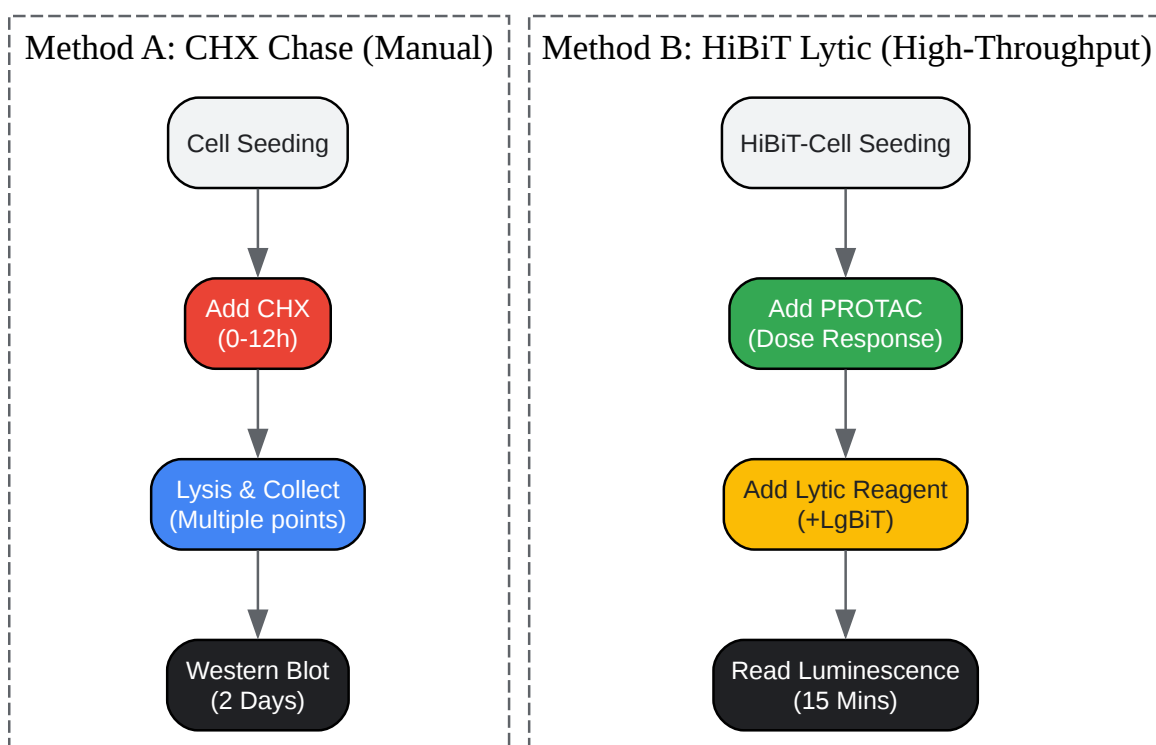 Method A: CHX Chase (Manual)
Cell Seeding
Add CHX
(0-12h)
Lysis & Collect
(Multiple points)
Western Blot
(2 Days)
Method B: HiBiT Lytic (High-Throughput)
HiBiT-Cell Seeding
Add PROTAC
(Dose Response)
Add Lytic Reagent
(+LgBiT)
Read Luminescence
(15 Mins)